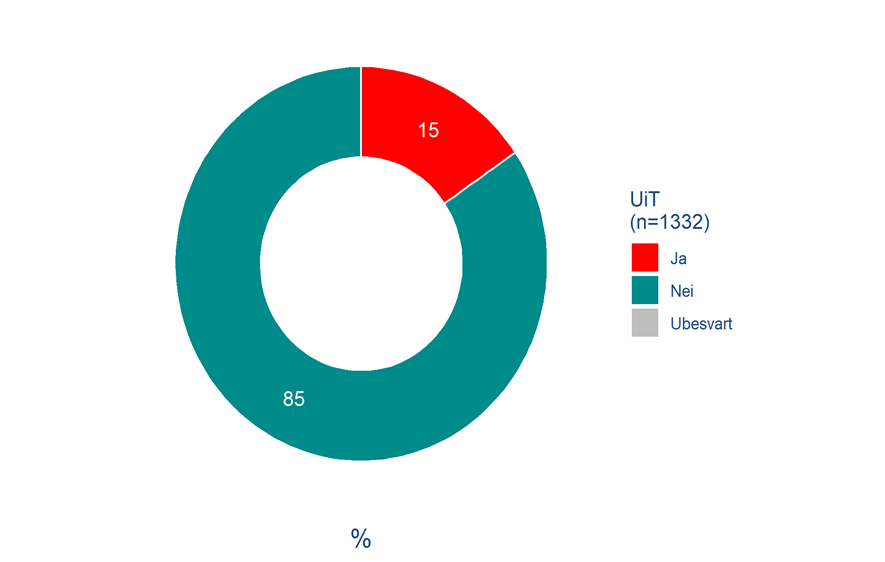 15
85
UiT
(n=1332)
Ja
Nei
Ubesvart
%